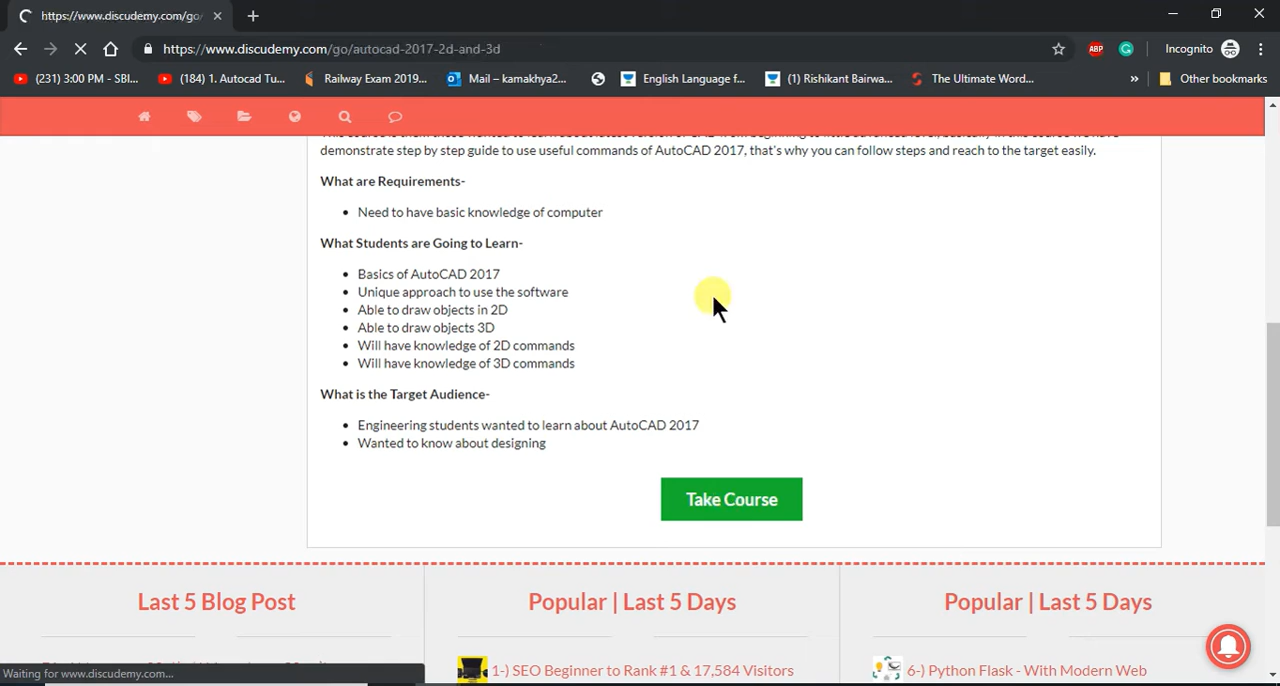 https://www.discudemy.com/go/
https://www.discudemy.com/go/autocad-2017-2d-and-3d
ABP
Incognito
(231) 3:00 PM - SBI...
(184) 1. Autocad Tu...
Railway Exam 2019...
Mail – kamakhya2...
English Language f...
(1) Rishikant Bairwa...
The Ultimate Word...
»
Other bookmarks
demonstrate step by step guide to use useful commands of AutoCAD 2017, that's why you can follow steps and reach to the target easily.
What are Requirements-
• Need to have basic knowledge of computer
What Students are Going to Learn-
• Basics of AutoCAD 2017
• Unique approach to use the software
• Able to draw objects in 2D
• Able to draw objects 3D
• Will have knowledge of 2D commands
• Will have knowledge of 3D commands
What is the Target Audience-
• Engineering students wanted to learn about AutoCAD 2017
• Wanted to know about designing
Take Course
Last 5 Blog Post
Popular | Last 5 Days
Popular | Last 5 Days
1-) SEO Beginner to Rank #1 & 17,584 Visitors
6-) Python Flask - With Modern Web
Waiting for www.discudemy.com...